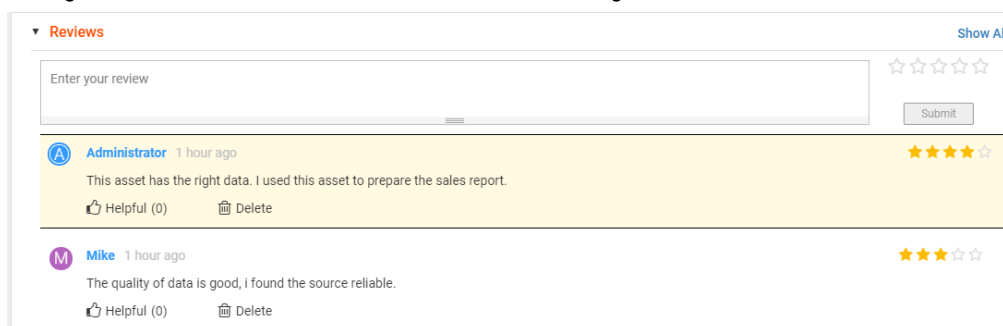 Reviews
Show Al
Enter your review
Submit
A
Administrator 1 hour ago
This asset has the right data. I used this asset to prepare the sales report.
Helpful (0) Delete
M
Mike 1 hour ago
The quality of data is good, i found the source reliable.
Helpful (0) Delete